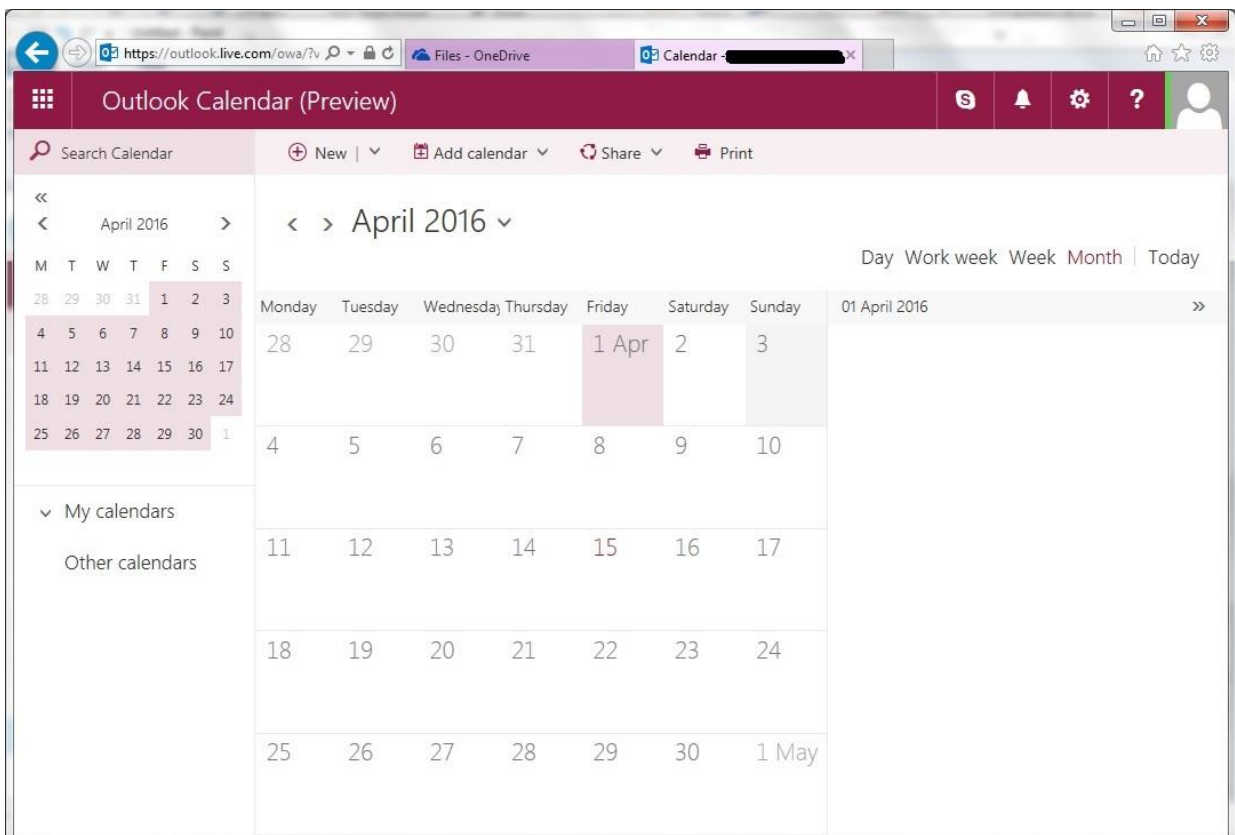 https://outlook.live.com/owa/?v
Files - OneDrive
Calendar -
Outlook Calendar (Preview)
?
Search Calendar
New
Add calendar
Share
Print
April 2016
M T W T F S S
28 29 30 31 1 2 3
4 5 6 7 8 9 10
11 12 13 14 15 16 17
18 19 20 21 22 23 24
25 26 27 28 29 30 1
My calendars
Other calendars
April 2016
Day Work week Week Month Today
Monday Tuesday Wednesday Thursday Friday Saturday Sunday
01 April 2016
28 29 30 31 1 Apr 2 3
4 5 6 7 8 9 10
11 12 13 14 15 16 17
18 19 20 21 22 23 24
25 26 27 28 29 30 1 May